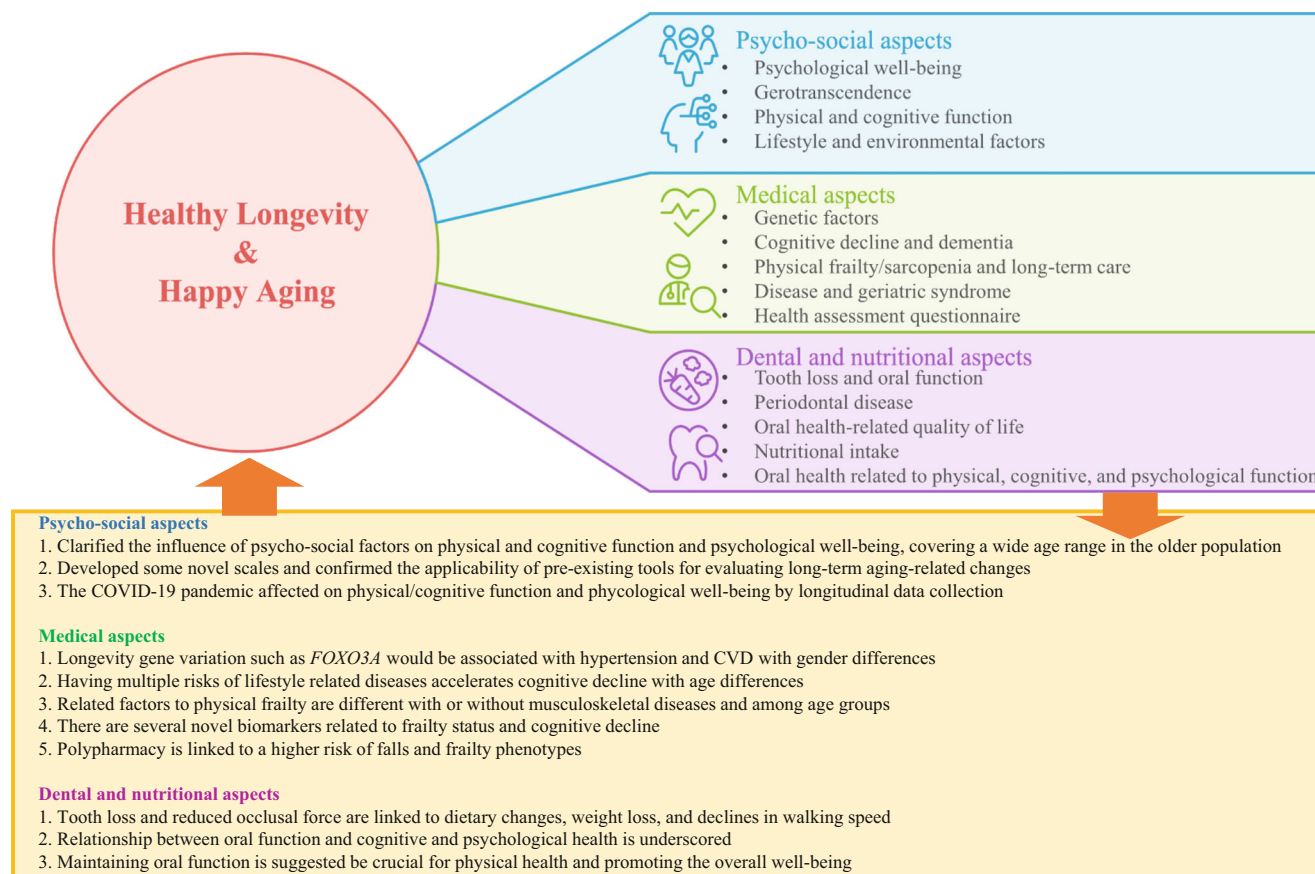 Healthy Longevity
&
Happy Aging
Psycho-social aspects
• Psychological well-being
• Gerotranscendence
• Physical and cognitive function
• Lifestyle and environmental factors
Medical aspects
• Genetic factors
• Cognitive decline and dementia
• Physical frailty/sarcopenia and long-term care
• Disease and geriatric syndrome
• Health assessment questionnaire
Dental and nutritional aspects
• Tooth loss and oral function
• Periodontal disease
• Oral health-related quality of life
• Nutritional intake
• Oral health related to physical, cognitive, and psychological function
Psycho-social aspects
1. Clarified the influence of psycho-social factors on physical and cognitive function and psychological well-being, covering a wide age range in the older population
2. Developed some novel scales and confirmed the applicability of pre-existing tools for evaluating long-term aging-related changes
3. The COVID-19 pandemic affected on physical/cognitive function and phycological well-being by longitudinal data collection
Medical aspects
1. Longevity gene variation such as FOXO3A would be associated with hypertension and CVD with gender differences
2. Having multiple risks of lifestyle related diseases accelerates cognitive decline with age differences
3. Related factors to physical frailty are different with or without musculoskeletal diseases and among age groups
4. There are several novel biomarkers related to frailty status and cognitive decline
5. Polypharmacy is linked to a higher risk of falls and frailty phenotypes
Dental and nutritional aspects
1. Tooth loss and reduced occlusal force are linked to dietary changes, weight loss, and declines in walking speed
2. Relationship between oral function and cognitive and psychological health is underscored
3. Maintaining oral function is suggested be crucial for physical health and promoting the overall well-being